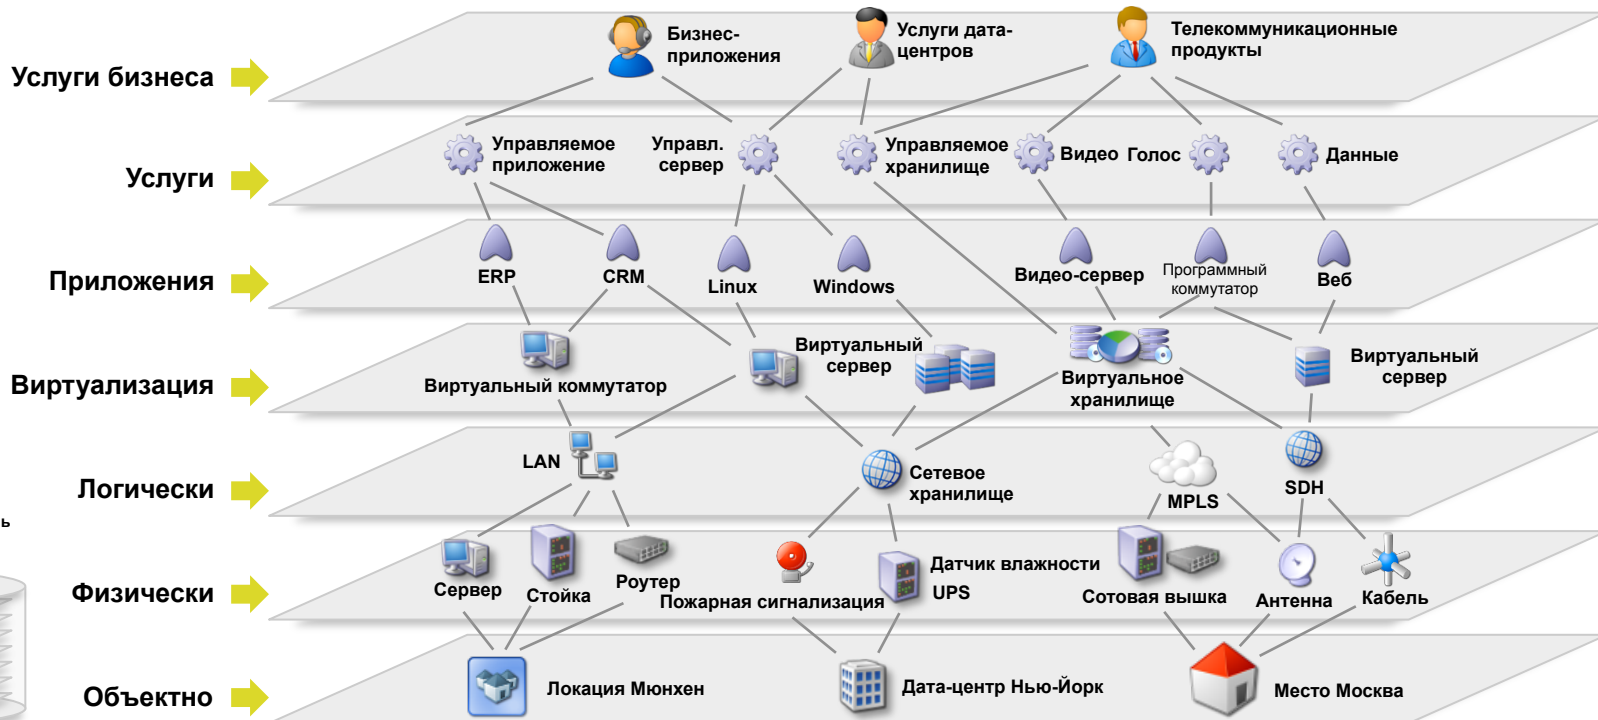 Услуги бизнеса
Бизнес-
приложения
Услуги дата-
центров
Телекоммуникационные
продукты
Услуги
Управляемое
приложение
Управл.
сервер
Управляемое
хранилище
Видео
Голос
Данные
Приложения
ERP
CRM
Linux
Windows
Видео-сервер
Программный
коммутатор
Веб
Виртуализация
Виртуальный коммутатор
Виртуальный
сервер
Виртуальное
хранилище
Виртуальный
сервер
Логически
LAN
Сетевое
хранилище
MPLS
SDH
ь
Физически
Сервер
Стойка
Роутер
Пожарная сигнализация
Датчик влажности
UPS
Сотовая вышка
Антенна
Кабель
Объектно
Локация Мюнхен
Дата-центр Нью-Йорк
Место Москва